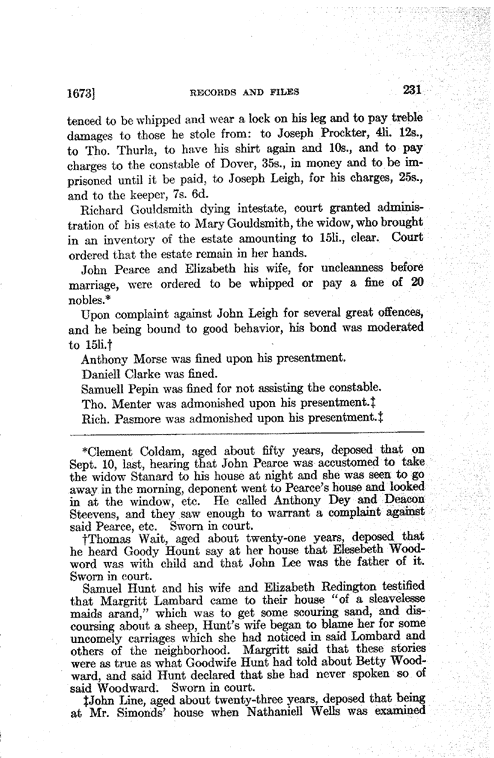 1673] RECORDS AND FILES 231
tenced to be whipped and wear a lock on his leg and to pay treble
damages to those he stole from: to Joseph Prockter, 4li. 12s.,
to Tho. Thurla, to have his shirt again and 10s., and to pay
charges to the constable of Dover, 35s., in money and to be im-
prisoned until it be paid, to Joseph Leigh, for his charges, 25s.,
and to the keeper, 7s. 6d.
Richard Gouldsmith dying intestate, court granted adminis-
tration of his estate to Mary Gouldsmith, the widow, who brought
in an inventory of the estate amounting to 15li., clear. Court
ordered that the estate remain in her hands.
John Pearce and Elizabeth his wife, for uncleanness before
marriage, were ordered to be whipped or pay a fine of 20
nobles.*
Upon complaint against John Leigh for several great offences,
and he being bound to good behavior, his bond was moderated
to 15li.†
Anthony Morse was fined upon his presentment.
Daniell Clarke was fined.
Samuell Pepin was fined for not assisting the constable.
Tho. Menter was admonished upon his presentment.‡
Rich. Pasmore was admonished upon his presentment.‡
*Clement Coldam, aged about fifty years, deposed that on
Sept. 10, last, hearing that John Pearce was accustomed to take
the widow Stanard to his house at night and she was seen to go
away in the morning, deponent went to Pearce's house and looked
in at the window, etc. He called Anthony Dey and Deacon
Steevens, and they saw enough to warrant a complaint against
said Pearce, etc. Sworn in court.
†Thomas Wait, aged about twenty-one years, deposed that
he heard Goody Hount say at her house that Elesebeth Wood-
word was with child and that John Lee was the father of it.
Sworn in court.
Samuel Hunt and his wife and Elizabeth Redington testified
that Margritt Lambard came to their house "of a sleavelesse
maids arand," which was to get some scouring sand, and dis-
coursing about a sheep, Hunt's wife began to blame her for some
uncomely carriages which she had noticed in said Lombard and
others of the neighborhood. Margritt said that these stories
were as true as what Goodwife Hunt had told about Betty Wood-
ward, and said Hunt declared that she had never spoken so of
said Woodward. Sworn in court.
‡John Line, aged about twenty-three years, deposed that being
at Mr. Simonds' house when Nathaniell Wells was examined